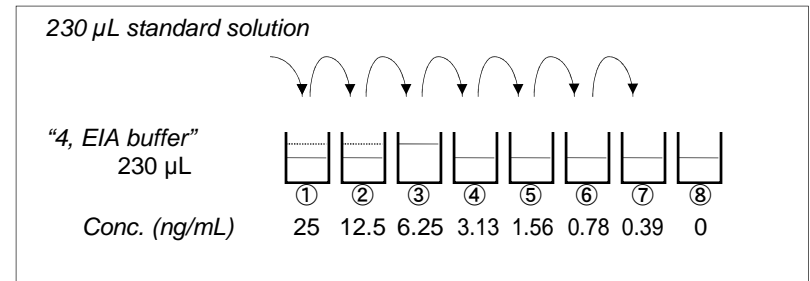 230 µL standard solution
“4, EIA buffer”
230 µL
① ② ③ ④ ⑤ ⑥ ⑦ ⑧
Conc. (ng/mL) 25 12.5 6.25 3.13 1.56 0.78 0.39 0